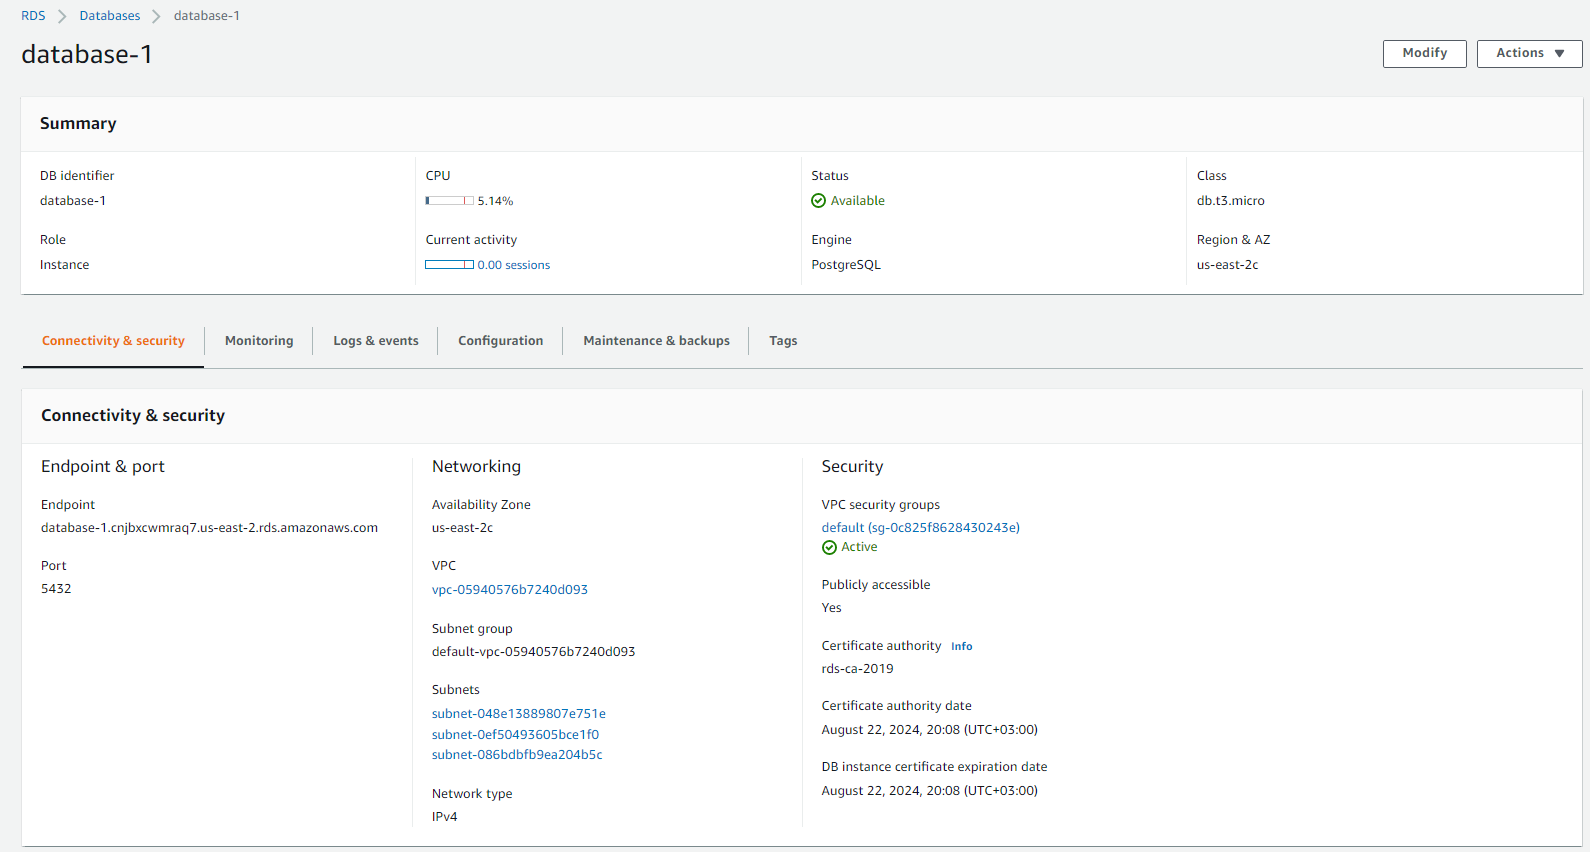 RDS
Databases
database-1
database-1
Modify
Actions
Summary
DB identifier
database-1
CPU
5.14%
Status
Available
Class
db.t3.micro
Role
Instance
Current activity
0.00 sessions
Engine
PostgreSQL
Region & AZ
us-east-2c
Connectivity & security
Monitoring
Logs & events
Configuration
Maintenance & backups
Tags
Connectivity & security
Endpoint & port
Endpoint
database-1.cnjbxcwmraq7.us-east-2.rds.amazonaws.com
Port
5432
Networking
Availability Zone
us-east-2c
VPC
vpc-05940576b7240d093
Subnet group
default-vpc-05940576b7240d093
Subnets
subnet-048e13889807e751e
subnet-0ef50493605bce1f0
subnet-086bdbfb9ea204b5c
Network type
IPv4
Security
VPC security groups
default (sg-0c825f8628430243e)
Active
Publicly accessible
Yes
Certificate authority Info
rds-ca-2019
Certificate authority date
August 22, 2024, 20:08 (UTC+03:00)
DB instance certificate expiration date
August 22, 2024, 20:08 (UTC+03:00)